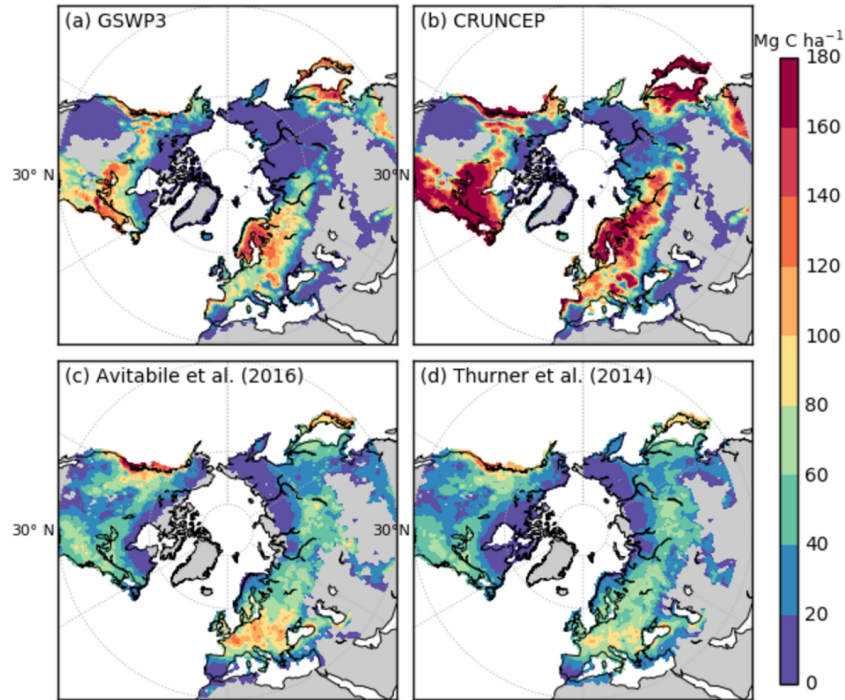 (a) GSWP3
(b) CRUNCEP
Mg C ha⁻¹
180
160
140
120
100
80
60
40
20
0
30° N
30°N
(c) Avitabile et al. (2016)
(d) Thurner et al. (2014)
30° N
30°N